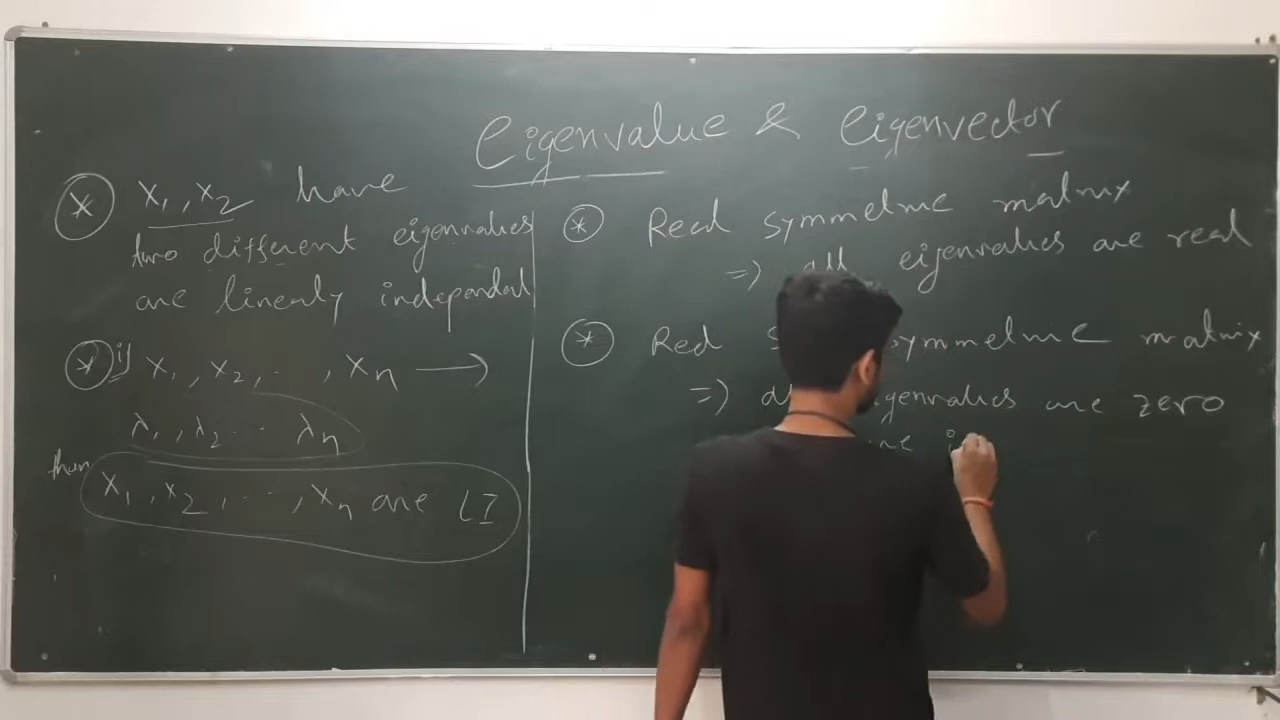 Eigenvalue & Eigenvector
* X₁, X₂ have
two different eigenvalues
are linearly independent
* if X₁, X₂, .. , Xn →
λ₁, λ₂ .. λn
then X₁, X₂, .. , Xn are LI
* Real symmetric matrix
=> all eigenvalues are real
* Real symmetric matrix
=> eigenvalues are zero